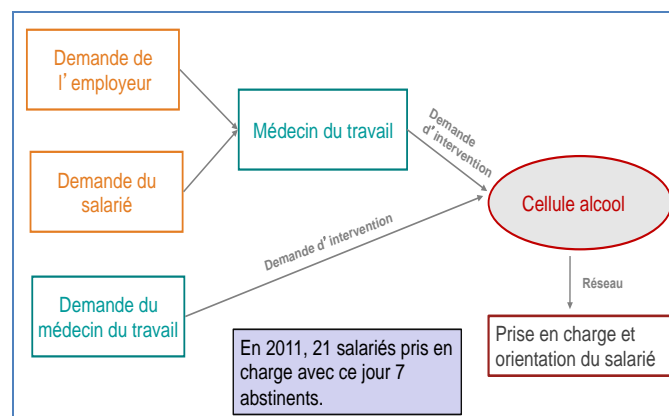 Demande de
l'employeur
Médecin du travail
Demande
d'intervention
Demande du
salarié
Cellule alcool
Demande d'intervention
Réseau
Demande du
médecin du travail
Prise en charge et
orientation du salarié
En 2011, 21 salariés pris en
charge avec ce jour 7
abstinents.